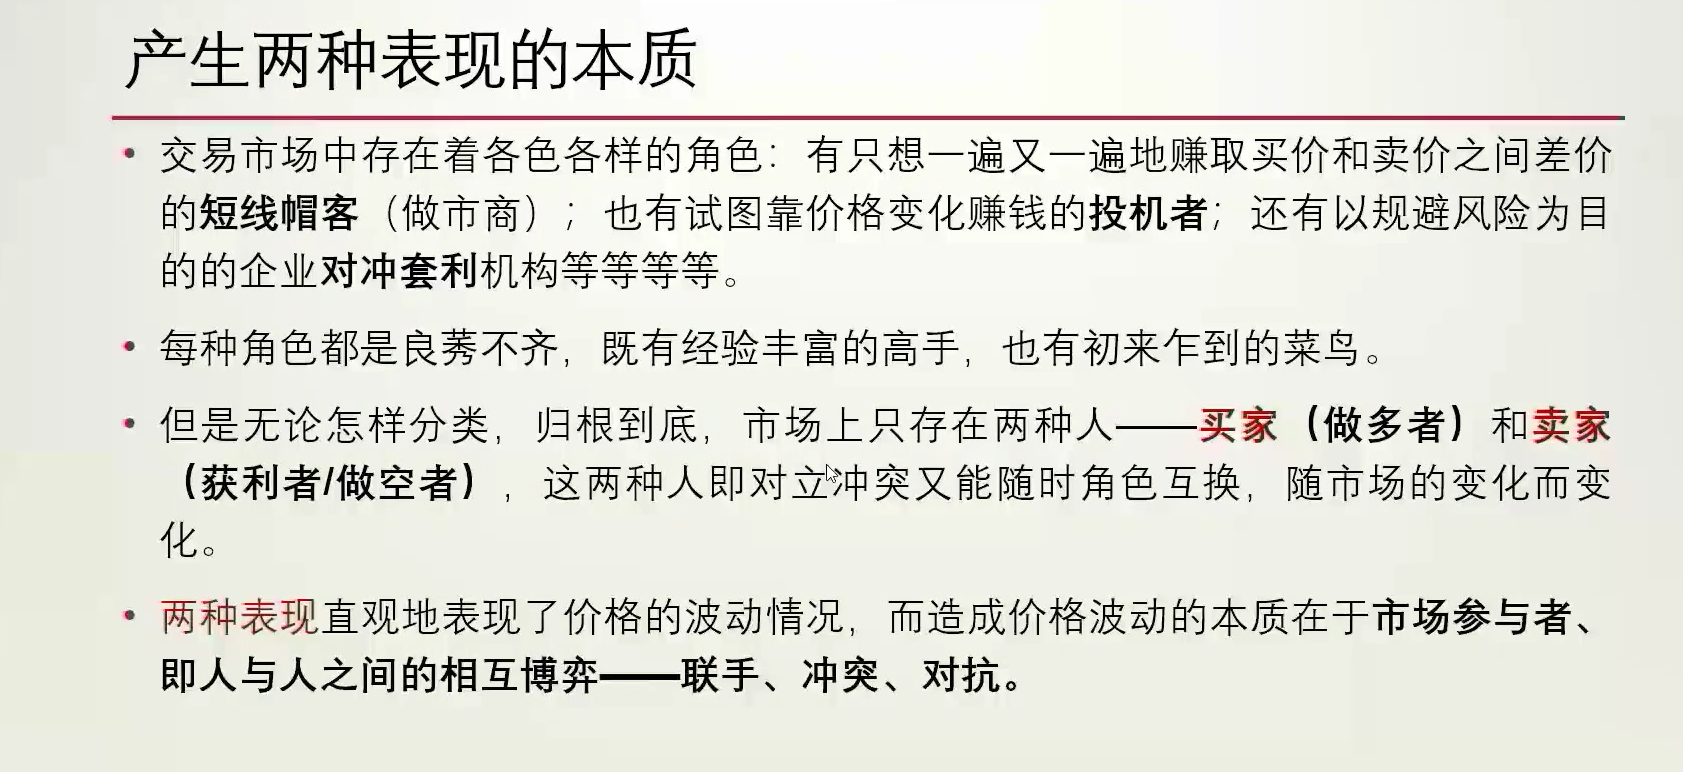 产生两种表现的本质
• 交易市场中存在着各色各样的角色：有只想一遍又一遍地赚取买价和卖价之间差价
的短线帽客（做市商）；也有试图靠价格变化赚钱的投机者；还有以规避风险为目
的的企业对冲套利机构等等等等。
• 每种角色都是良莠不齐，既有经验丰富的高手，也有初来乍到的菜鸟。
• 但是无论怎样分类，归根到底，市场上只存在两种人——买家（做多者）和卖家
（获利者/做空者），这两种人即对立冲突又能随时角色互换，随市场的变化而变
化。
• 两种表现直观地表现了价格的波动情况，而造成价格波动的本质在于市场参与者、
即人与人之间的相互博弈——联手、冲突、对抗。